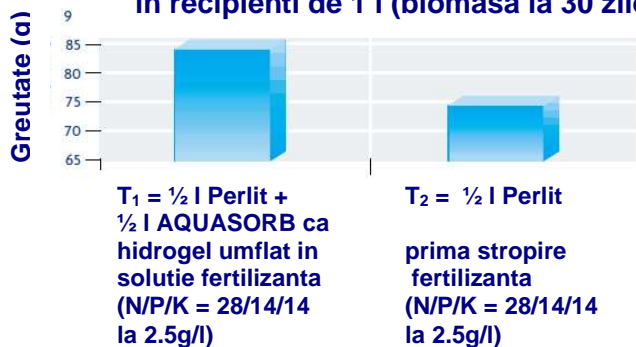 in recipienti de 1 l (biomasa la 30 zile
Greutate (g)
9
85
80
75
70
65
T1 = ½ l Perlit +
½ l AQUASORB ca
hidrogel umflat in
solutie fertilizanta
(N/P/K = 28/14/14
la 2.5g/l)
T2 = ½ l Perlit
prima stropire
fertilizanta
(N/P/K = 28/14/14
la 2.5g/l)